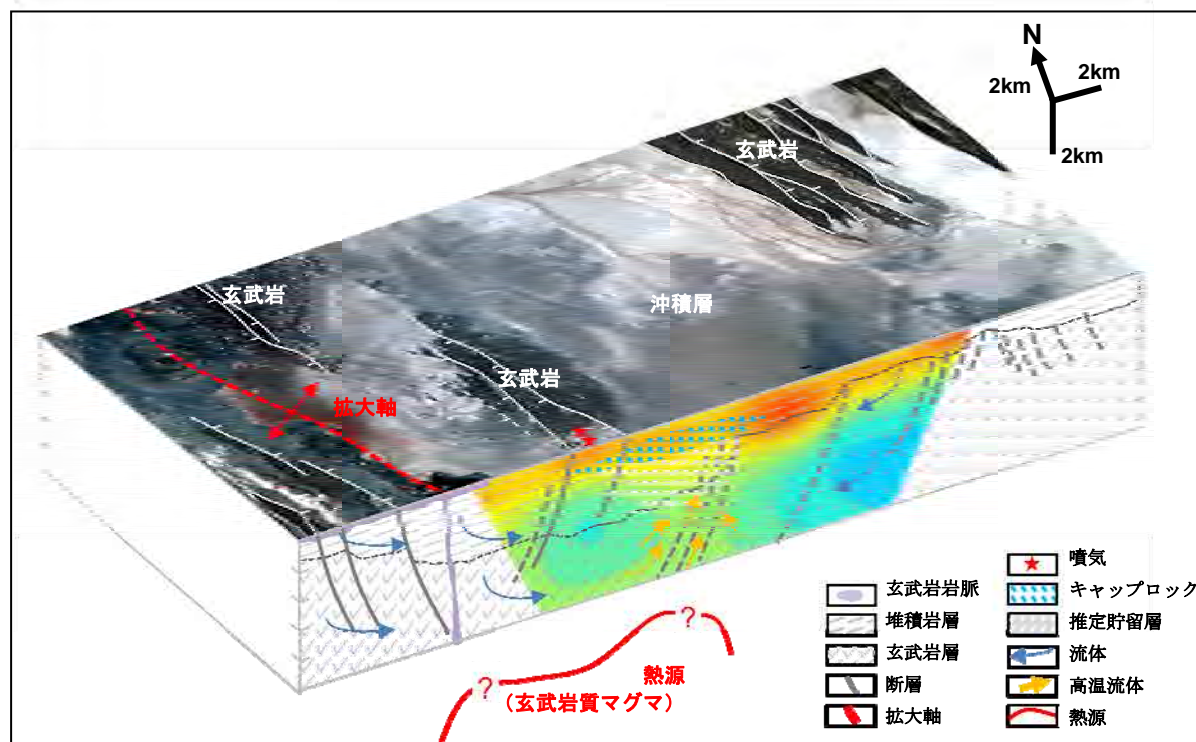 N
2km
2km
2km
玄武岩
玄武岩
沖積層
玄武岩
拡大軸
?
?
熱源
（玄武岩質マグマ）
玄武岩岩脈
堆積岩層
玄武岩層
断層
拡大軸
噴気
キャップロック
推定貯留層
流体
高温流体
熱源